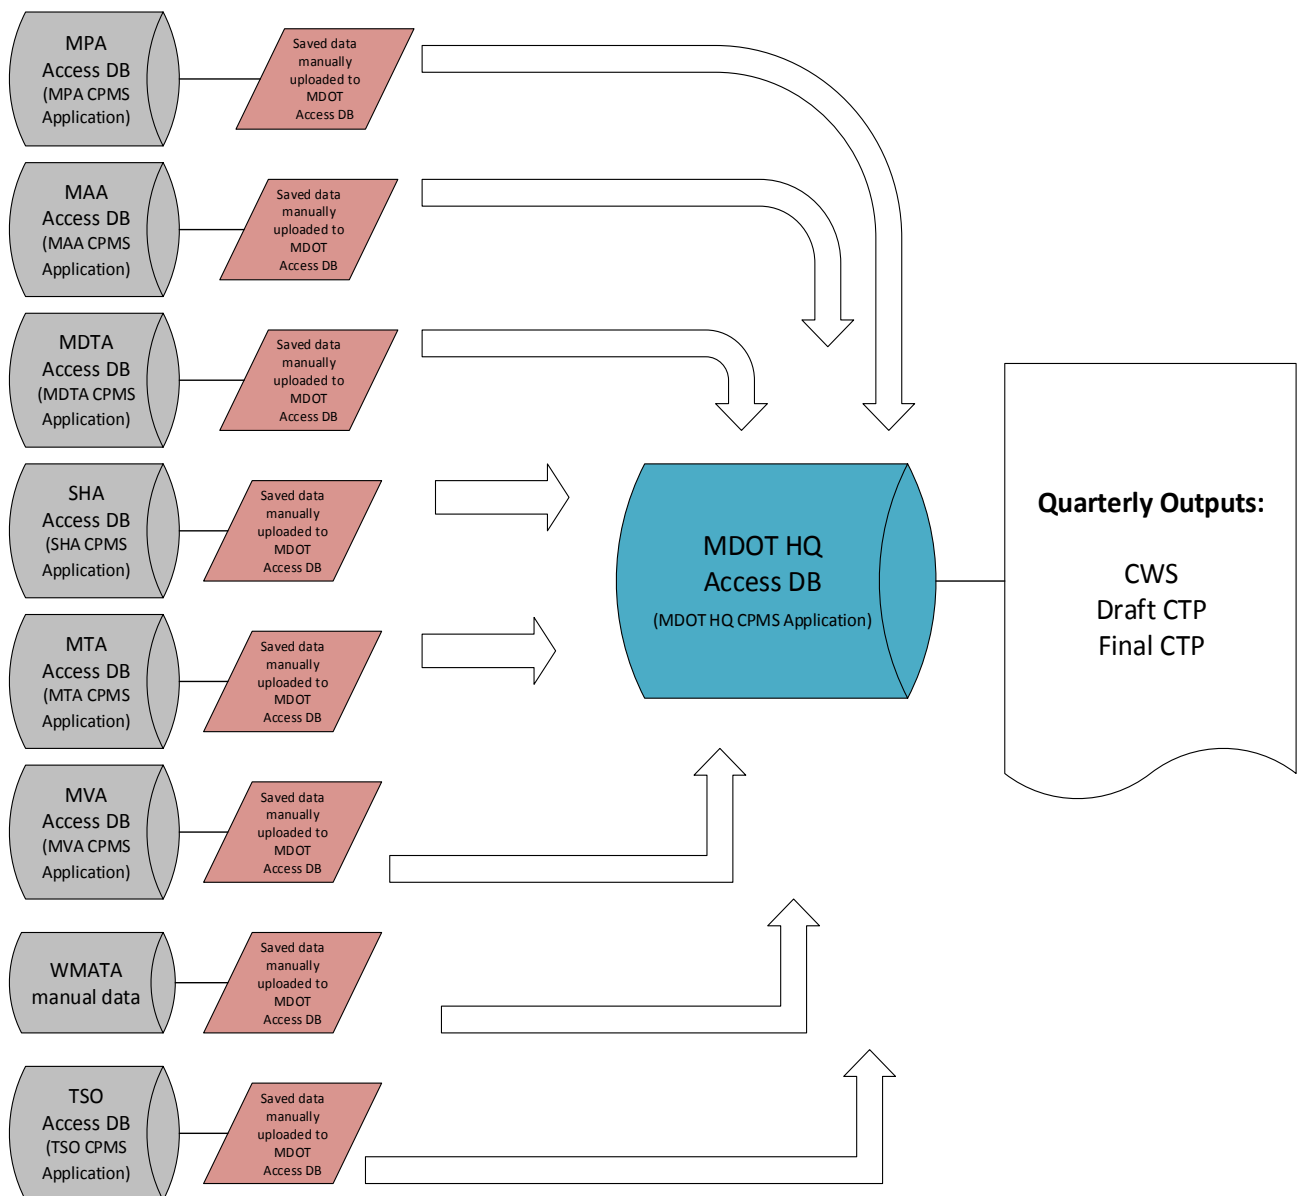 MPA
Access DB
(MPA CPMS
Application)
Saved data
manually
uploaded to
MDOT
Access DB
MAA
Access DB
(MAA CPMS
Application)
Saved data
manually
uploaded to
MDOT
Access DB
MDTA
Access DB
(MDTA CPMS
Application)
Saved data
manually
uploaded to
MDOT
Access DB
SHA
Access DB
(SHA CPMS
Application)
Saved data
manually
uploaded to
MDOT
Access DB
MTA
Access DB
(MTA CPMS
Application)
Saved data
manually
uploaded to
MDOT
Access DB
MVA
Access DB
(MVA CPMS
Application)
Saved data
manually
uploaded to
MDOT
Access DB
WMATA
manual data
Saved data
manually
uploaded to
MDOT
Access DB
TSO
Access DB
(TSO CPMS
Application)
Saved data
manually
uploaded to
MDOT
Access DB
MDOT HQ
Access DB
(MDOT HQ CPMS Application)
Quarterly Outputs:
CWS
Draft CTP
Final CTP